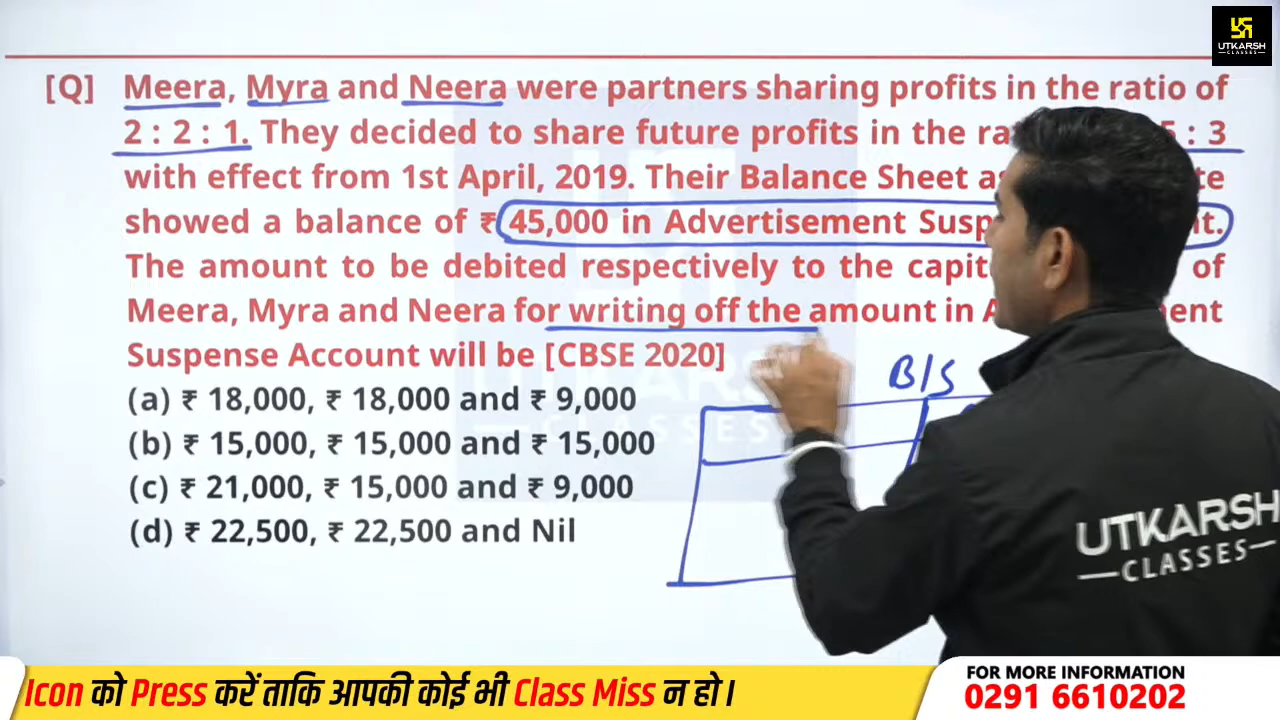 UTKARSH
CLASSES
[Q] Meera, Myra and Neera were partners sharing profits in the ratio of
2 : 2 : 1. They decided to share future profits in the : 3
with effect from 1st April, 2019. Their Balance Sheet
showed a balance of ₹ 45,000 in Advertisement
The amount to be debited respectively to the of
Meera, Myra and Neera for writing off the amount in
Suspense Account will be [CBSE 2020]
B/S
(a) ₹ 18,000, ₹ 18,000 and ₹ 9,000
(b) ₹ 15,000, ₹ 15,000 and ₹ 15,000
(c) ₹ 21,000, ₹ 15,000 and ₹ 9,000
(d) ₹ 22,500, ₹ 22,500 and Nil
UTKARSH
CLASSES
Icon को Press करें ताकि आपकी कोई भी Class Miss न हो।
FOR MORE INFORMATION
0291 6610202